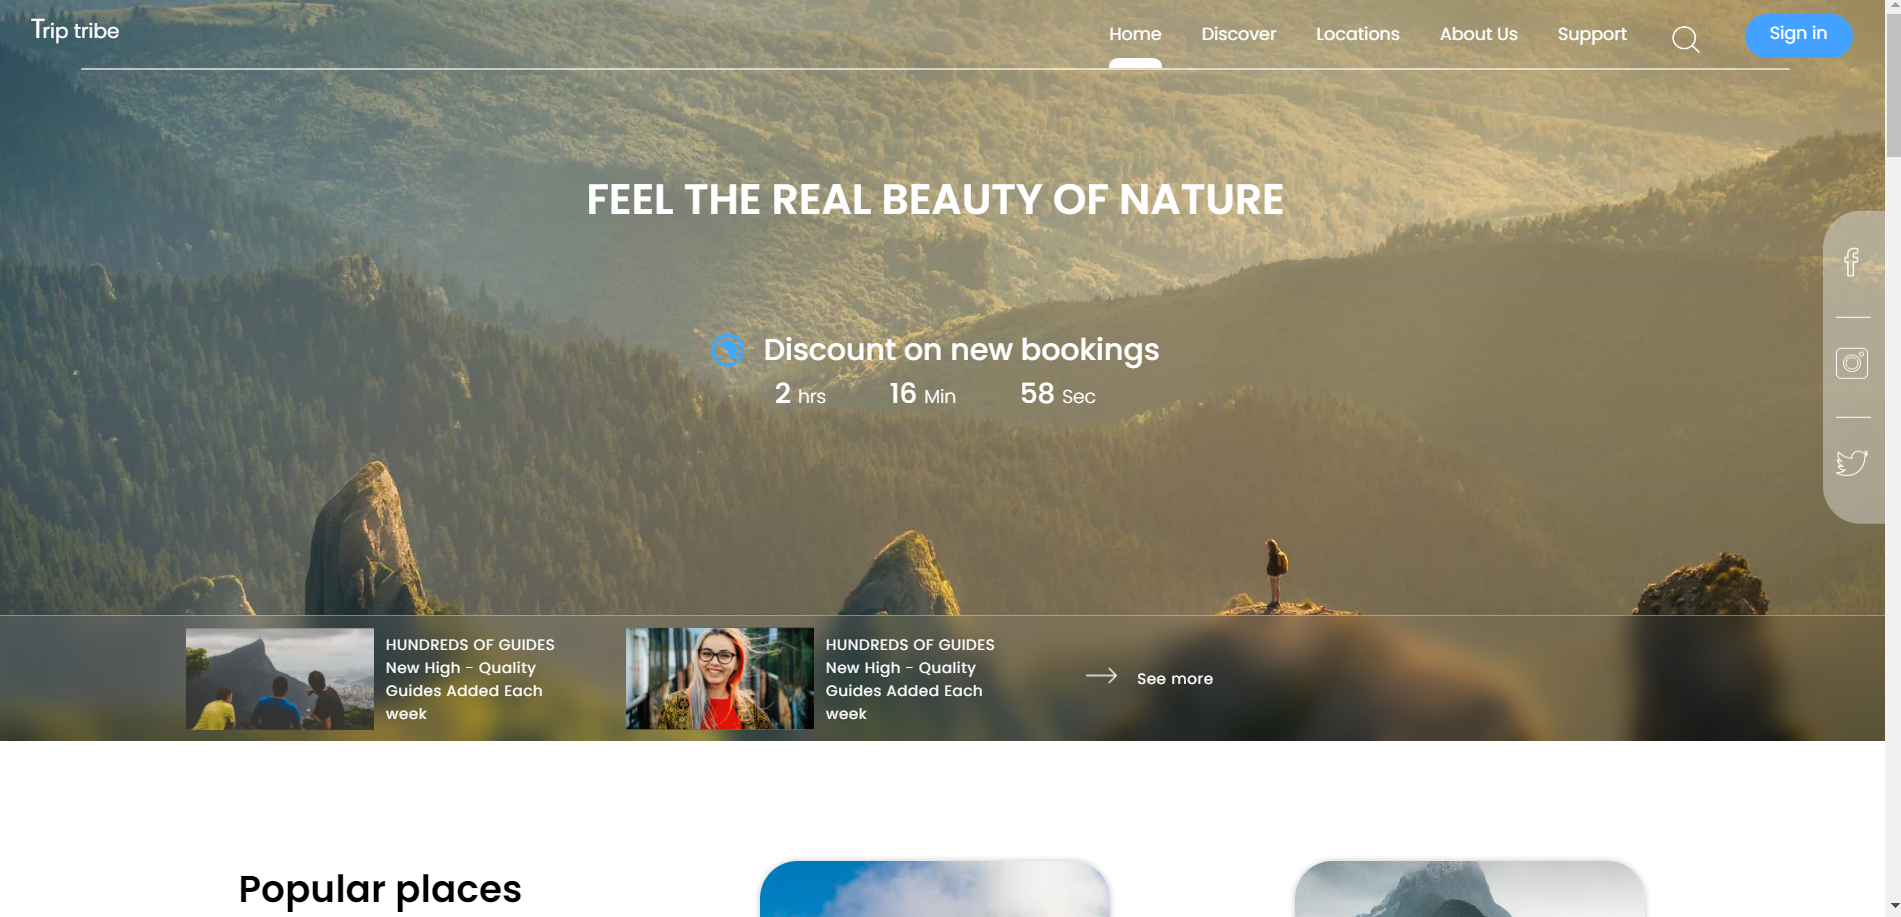 Trip tribe
Home
Discover
Locations
About Us
Support
Sign in
FEEL THE REAL BEAUTY OF NATURE
Discount on new bookings
2 hrs 16 Min 58 Sec
HUNDREDS OF GUIDES
New High - Quality
Guides Added Each
week
HUNDREDS OF GUIDES
New High - Quality
Guides Added Each
week
See more
Popular places